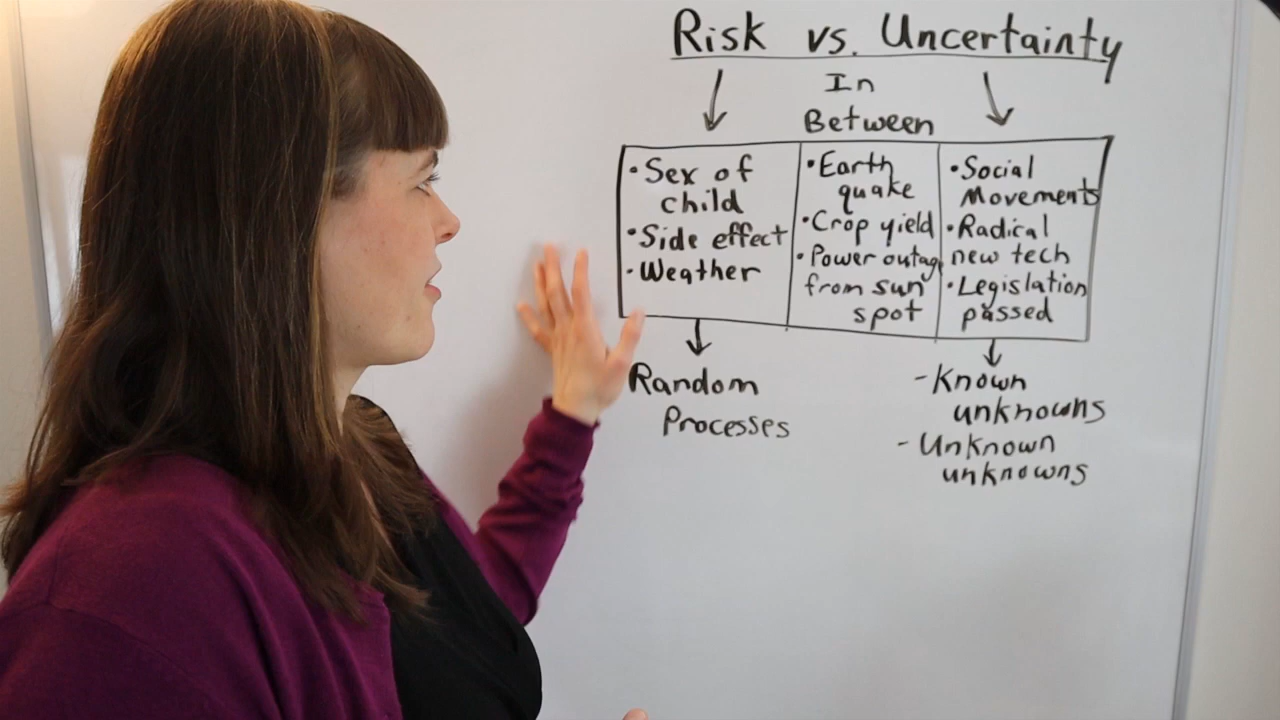 Risk vs. Uncertainty
In
Between
• Sex of
child
• Side effect
• Weather
• Earth
quake
• Crop yield
• Power outag
from sun
spot
• Social
Movements
• Radical
new tech
• Legislation
passed
Random
Processes
- Known
unknowns
- Unknown
unknowns